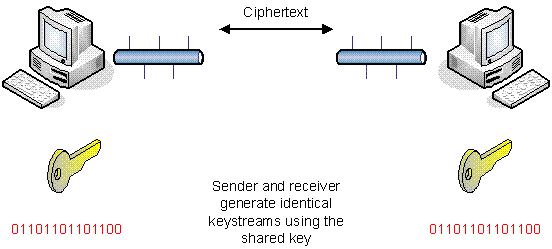 Ciphertext
Sender and receiver
generate identical
keystreams using the
shared key
01101101101100
01101101101100